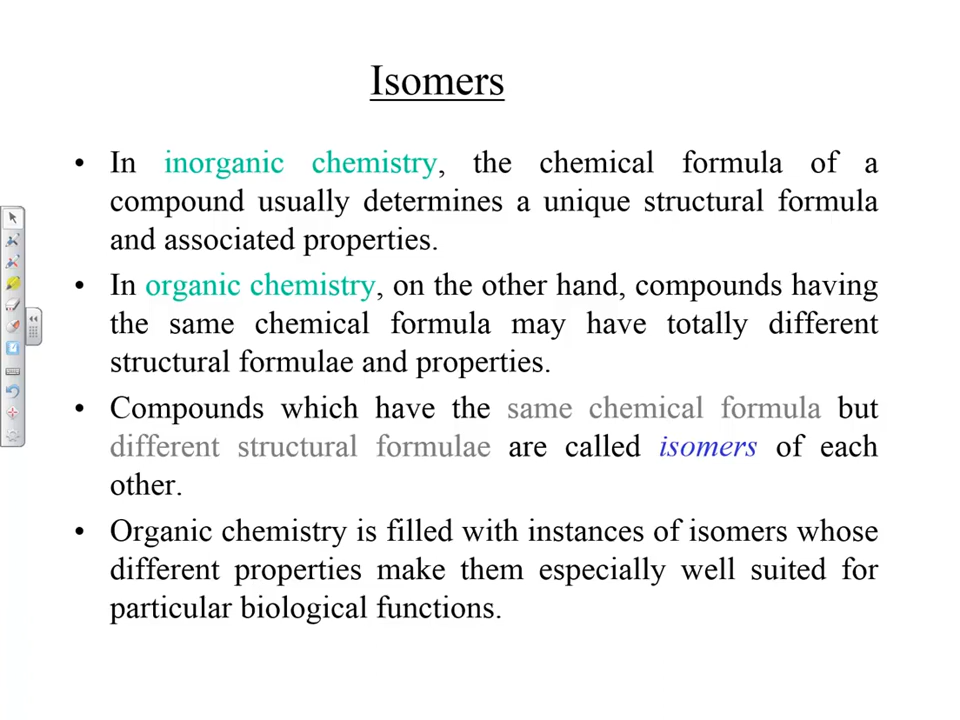 Isomers
• In inorganic chemistry, the chemical formula of a
compound usually determines a unique structural formula
and associated properties.
• In organic chemistry, on the other hand, compounds having
the same chemical formula may have totally different
structural formulae and properties.
• Compounds which have the same chemical formula but
different structural formulae are called isomers of each
other.
• Organic chemistry is filled with instances of isomers whose
different properties make them especially well suited for
particular biological functions.